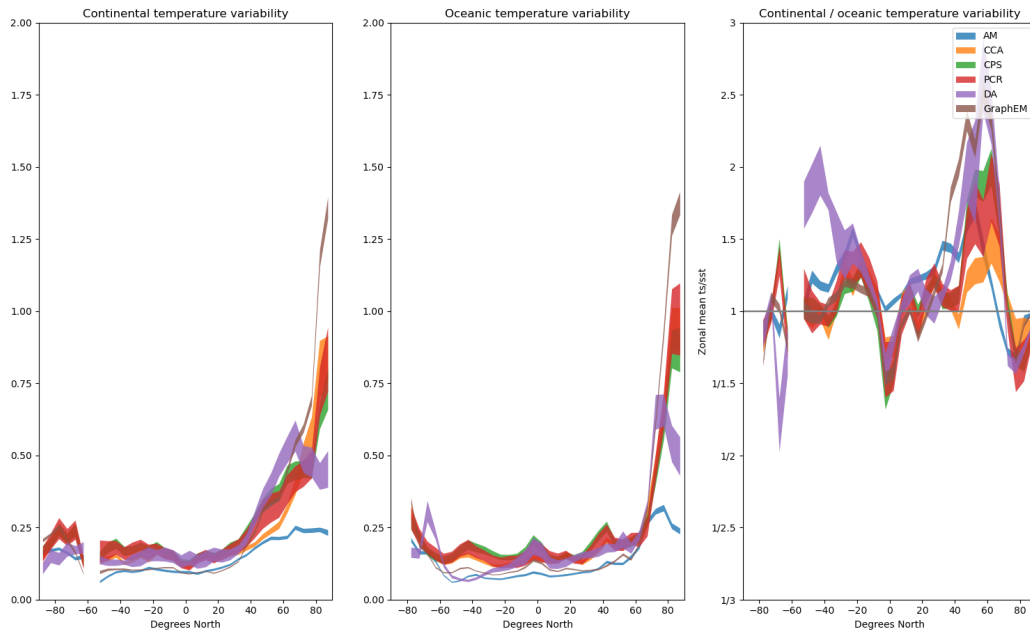 Continental temperature variability
2.00
1.75
1.50
1.25
1.00
0.75
0.50
0.25
0.00
−80 −60 −40 −20 0 20 40 60 80
Degrees North
Oceanic temperature variability
2.00
1.75
1.50
1.25
1.00
0.75
0.50
0.25
0.00
−80 −60 −40 −20 0 20 40 60 80
Degrees North
Continental / oceanic temperature variability
Zonal mean ts/sst
3
2.5
2
1.5
1
1/1.5
1/2
1/2.5
1/3
AM
CCA
CPS
PCR
DA
GraphEM
−80 −60 −40 −20 0 20 40 60 80
Degrees North